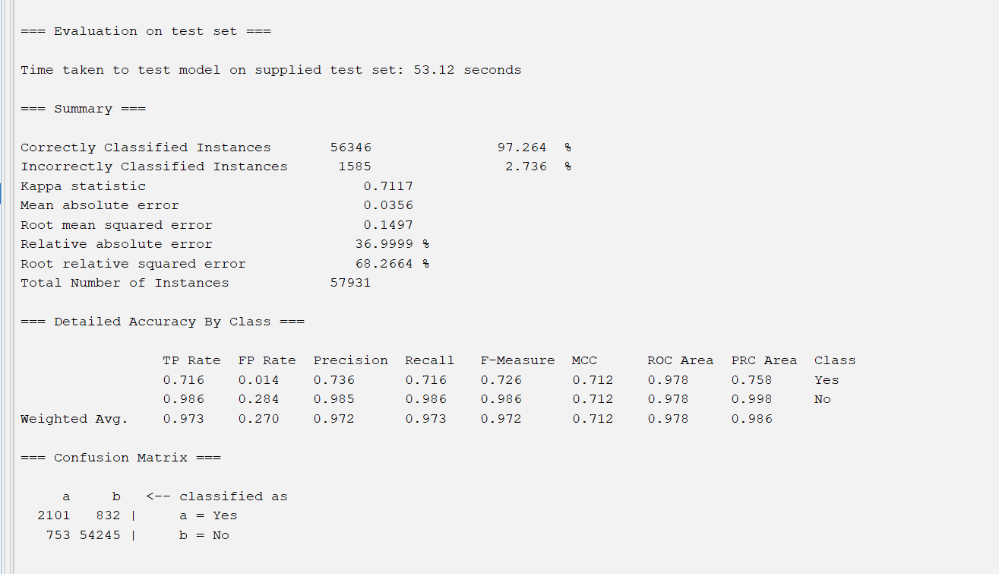 === Evaluation on test set ===
Time taken to test model on supplied test set: 53.12 seconds
=== Summary ===
Correctly Classified Instances 56346 97.264 %
Incorrectly Classified Instances 1585 2.736 %
Kappa statistic 0.7117
Mean absolute error 0.0356
Root mean squared error 0.1497
Relative absolute error 36.9999 %
Root relative squared error 68.2664 %
Total Number of Instances 57931
=== Detailed Accuracy By Class ===
TP Rate FP Rate Precision Recall F-Measure MCC ROC Area PRC Area Class
0.716 0.014 0.736 0.716 0.726 0.712 0.978 0.758 Yes
0.986 0.284 0.985 0.986 0.986 0.712 0.978 0.998 No
Weighted Avg. 0.973 0.270 0.972 0.973 0.972 0.712 0.978 0.986
=== Confusion Matrix ===
a b <-- classified as
2101 832 | a = Yes
753 54245 | b = No